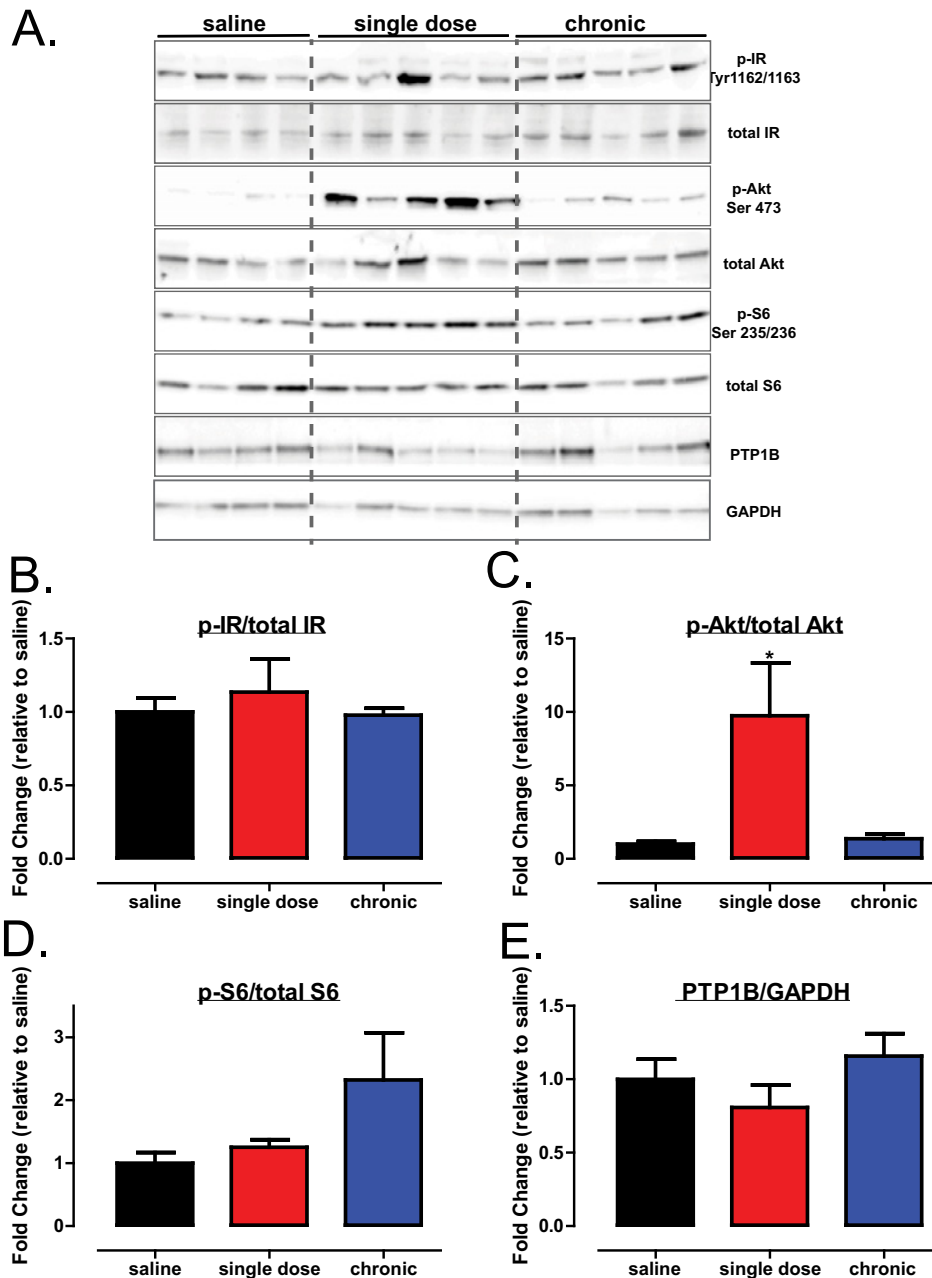 A.
saline single dose chronic
p-IR
Tyr1162/1163
total IR
p-Akt
Ser 473
total Akt
p-S6
Ser 235/236
total S6
PTP1B
GAPDH
B.
p-IR/total IR
Fold Change (relative to saline)
1.5
1.0
0.5
0.0
saline single dose chronic
C.
p-Akt/total Akt
Fold Change (relative to saline)
15
10
5
0
*
saline single dose chronic
D.
p-S6/total S6
Fold Change (relative to saline)
3
2
1
0
saline single dose chronic
E.
PTP1B/GAPDH
Fold Change (relative to saline)
1.5
1.0
0.5
0.0
saline single dose chronic